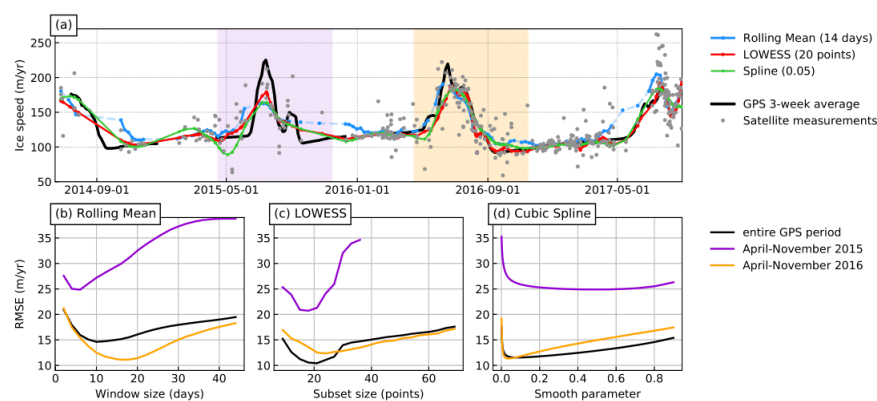 (a)
Ice speed (m/yr)
250
200
150
100
50
2014-09-01
2015-05-01
2016-01-01
2016-09-01
2017-05-01
Rolling Mean (14 days)
LOWESS (20 points)
Spline (0.05)
GPS 3-week average
Satellite measurements
(b) Rolling Mean
(c) LOWESS
(d) Cubic Spline
RMSE (m/yr)
35
30
25
20
15
10
0
10
20
30
40
Window size (days)
35
30
25
20
15
10
0
20
40
60
Subset size (points)
35
30
25
20
15
10
0.0
0.2
0.4
0.6
0.8
Smooth parameter
entire GPS period
April-November 2015
April-November 2016